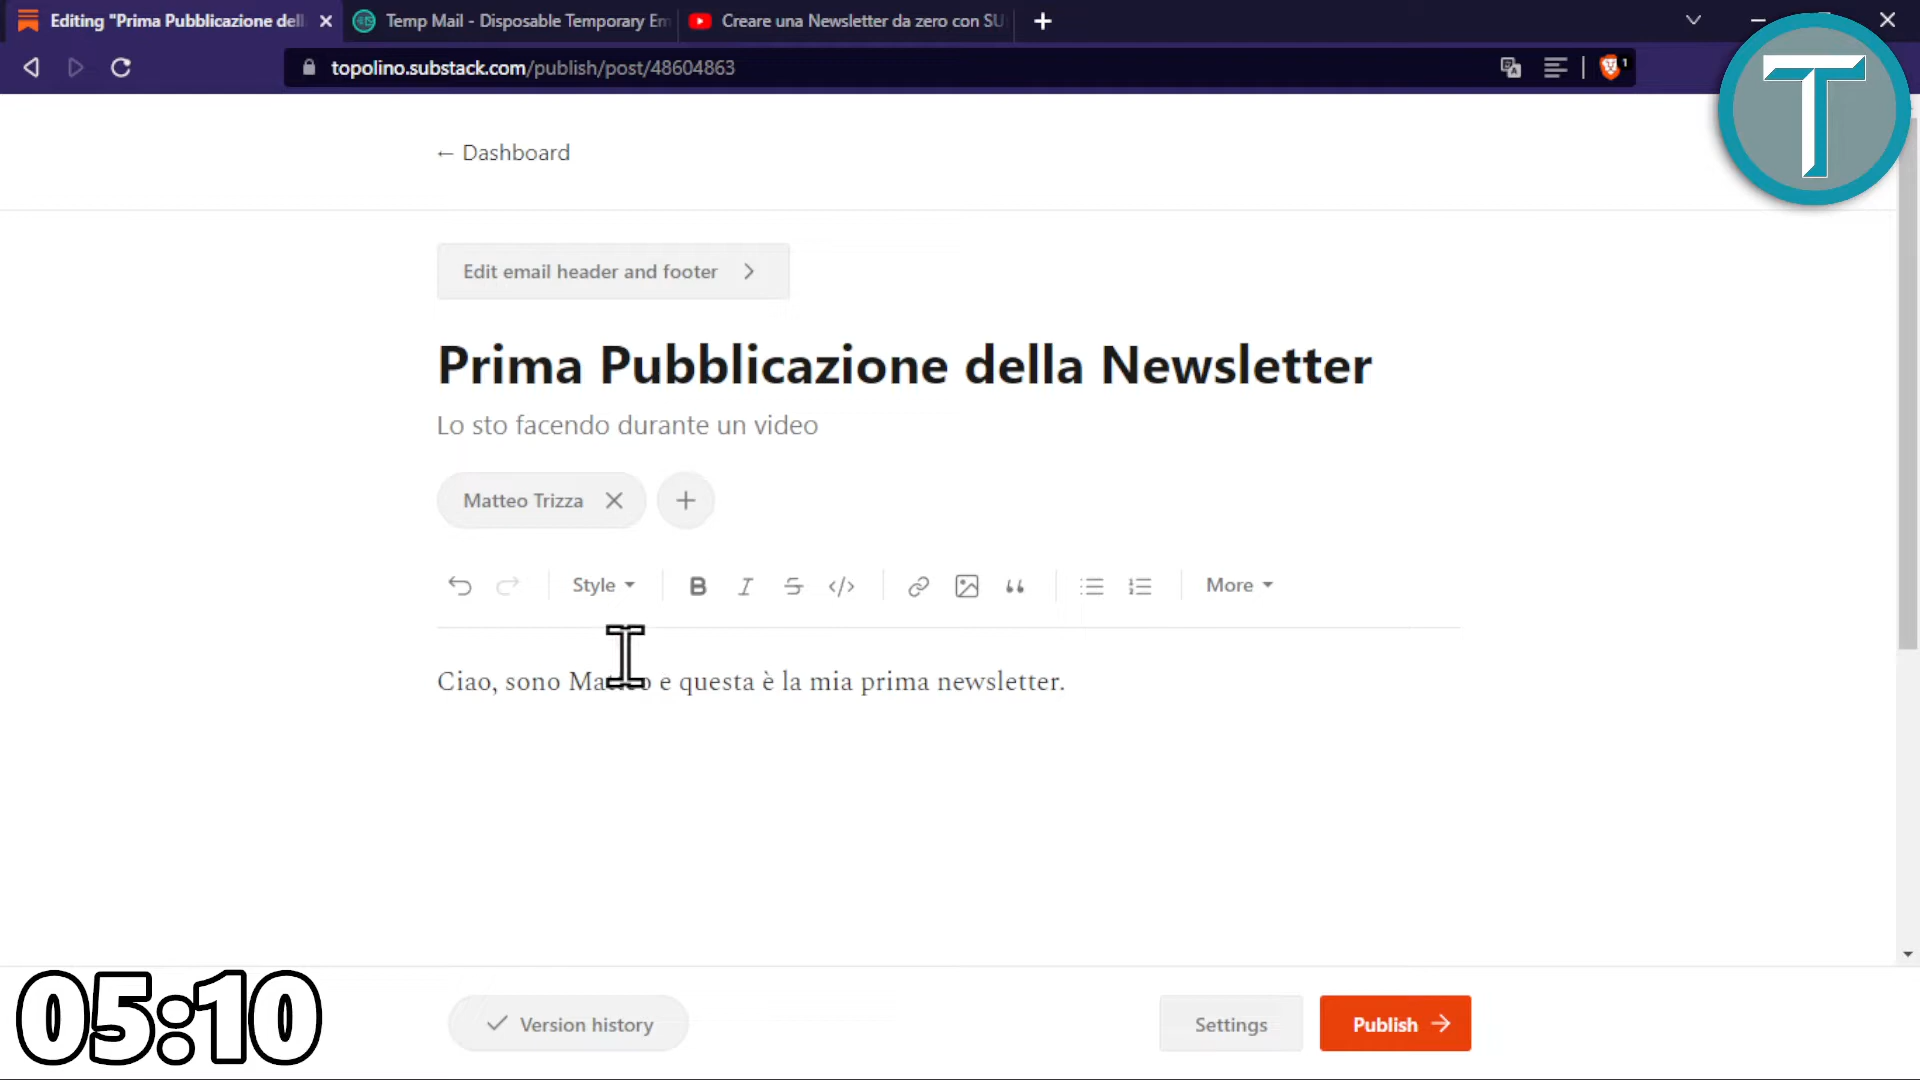 Editing "Prima Pubblicazione dell
Temp Mail - Disposable Temporary Em
Creare una Newsletter da zero con SU
topolino.substack.com/publish/post/48604863
1
T
← Dashboard
Edit email header and footer
Prima Pubblicazione della Newsletter
Lo sto facendo durante un video
Matteo Trizza
Style
B I S </>
More
Ciao, sono Matteo e questa è la mia prima newsletter.
05:10
Version history
Settings
Publish →